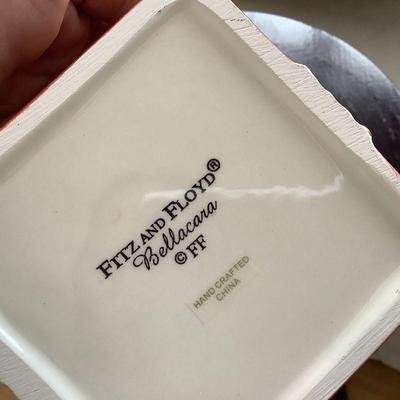 FITZ AND FLOYD®
Bellacara
©FF
HAND CRAFTED
CHINA